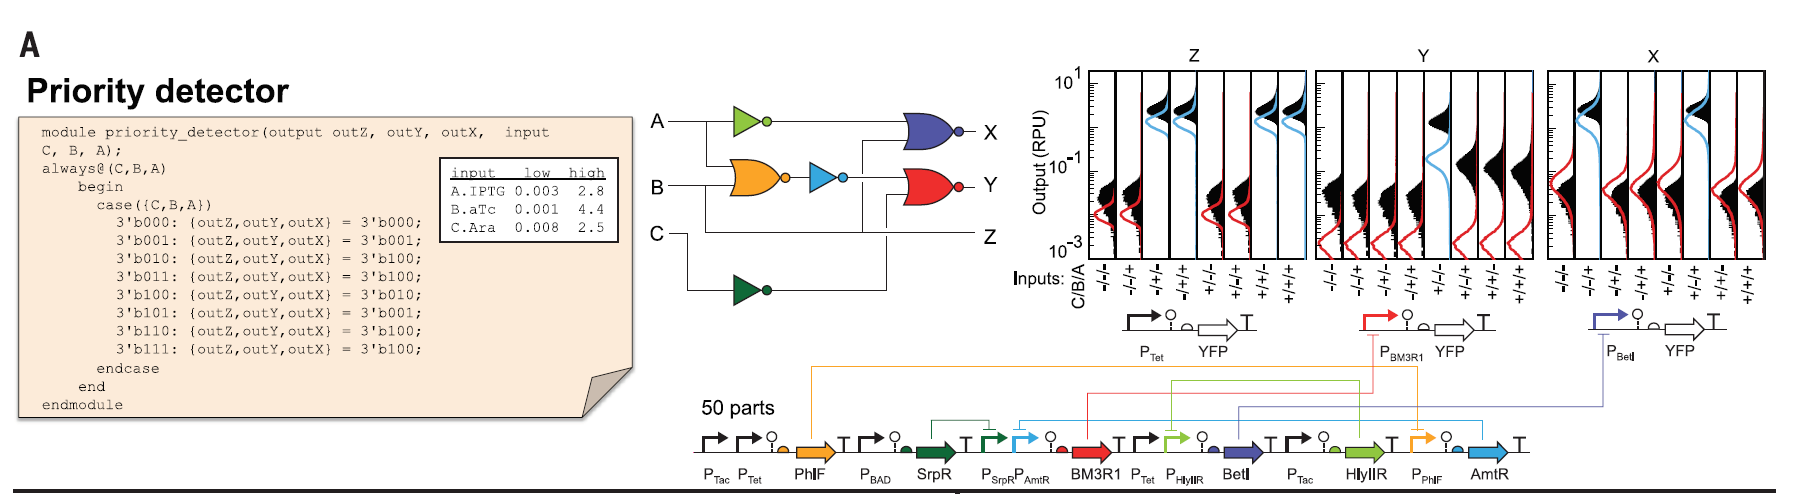 A
Priority detector
module priority_detector(output outZ, outY, outX, input
C, B, A);
always@(C,B,A)
begin
case({C,B,A})
3'b000: {outZ,outY,outX} = 3'b000;
3'b001: {outZ,outY,outX} = 3'b001;
3'b010: {outZ,outY,outX} = 3'b100;
3'b011: {outZ,outY,outX} = 3'b100;
3'b100: {outZ,outY,outX} = 3'b010;
3'b101: {outZ,outY,outX} = 3'b001;
3'b110: {outZ,outY,outX} = 3'b100;
3'b111: {outZ,outY,outX} = 3'b100;
endcase
end
endmodule
input low high
A.IPTG 0.003 2.8
B.aTc 0.001 4.4
C.Ara 0.008 2.5
A
B
C
X
Y
Z
Z Y X
Output (RPU)
10^1
10^-1
10^-3
Inputs: C/B/A
-/-/- -/-/+ -/+/- -/+/+ +/-/- +/-/+ +/+/- +/+/+
-/-/- -/-/+ -/+/- -/+/+ +/-/- +/-/+ +/+/- +/+/+
-/-/- -/-/+ -/+/- -/+/+ +/-/- +/-/+ +/+/- +/+/+
P_Tet YFP
P_BM3R1 YFP
P_BetI YFP
50 parts
P_Tac P_Tet PhlF P_BAD SrpR P_SrpR P_AmtR BM3R1 P_Tet P_HlyIIR BetI P_Tac HlyIIR P_PhlF AmtR